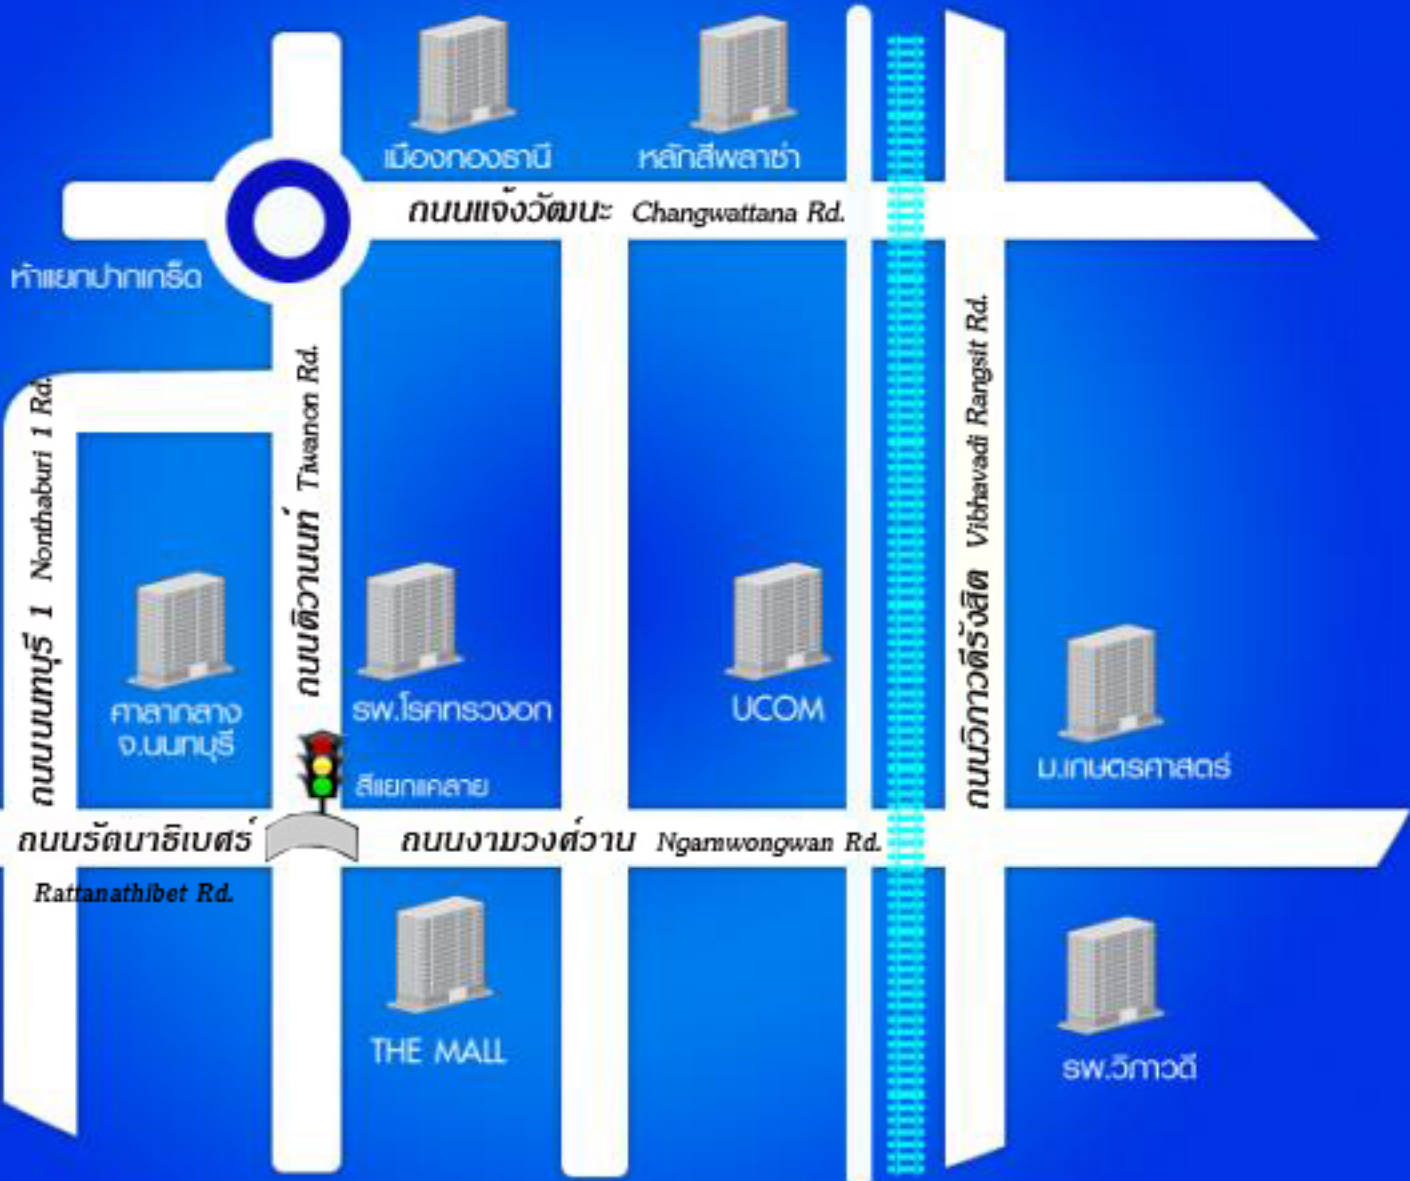 เมืองทองธานี
หลักสี่พลาซ่า
ถนนแจ้งวัฒนะ Changwattana Rd.
ห้าแยกปากเกร็ด
ถนนนนทบุรี 1 Nonthaburi 1 Rd.
ถนนติวานนท์ Tiwanon Rd.
ถนนวิภาวดีรังสิต Vibhavadi Rangsit Rd.
ศาลากลาง
จ.นนทบุรี
รพ.โรคทรวงอก
UCOM
ม.เกษตรศาสตร์
สี่แยกแคลาย
ถนนรัตนาธิเบศร์
Rattanathibet Rd.
ถนนงามวงศ์วาน Ngamwongwan Rd.
THE MALL
รพ.วิภาวดี